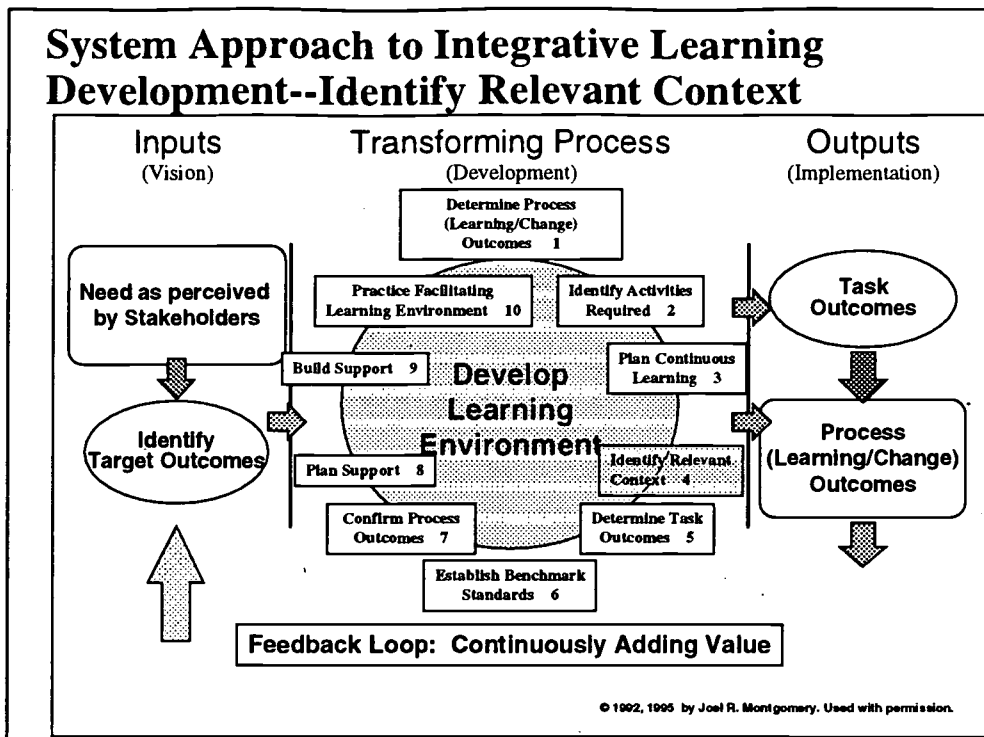 System Approach to Integrative Learning
Development--Identify Relevant Context
Inputs
(Vision)
Transforming Process
(Development)
Outputs
(Implementation)
Determine Process
(Learning/Change)
Outcomes 1
Need as perceived
by Stakeholders
Practice Facilitating
Learning Environment 10
Identify Activities
Required 2
Task
Outcomes
Build Support 9
Develop
Learning
Environment
Plan Continuous
Learning 3
Identify
Target Outcomes
Plan Support 8
Identify Relevant
Context 4
Process
(Learning/Change)
Outcomes
Confirm Process
Outcomes 7
Determine Task
Outcomes 5
Establish Benchmark
Standards 6
Feedback Loop: Continuously Adding Value
© 1992, 1995 by Joel R. Montgomery. Used with permission.